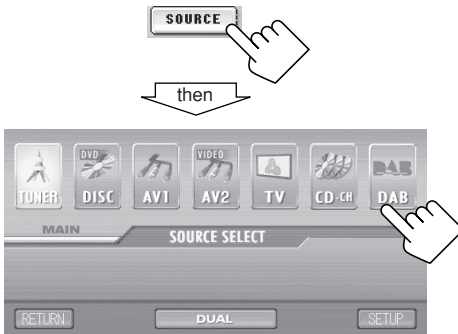 SOURCE
then
DVD VIDEO DAB
TUNER DISC AV1 AV2 TV CD-CH DAB
MAIN SOURCE SELECT
RETURN DUAL SETUP